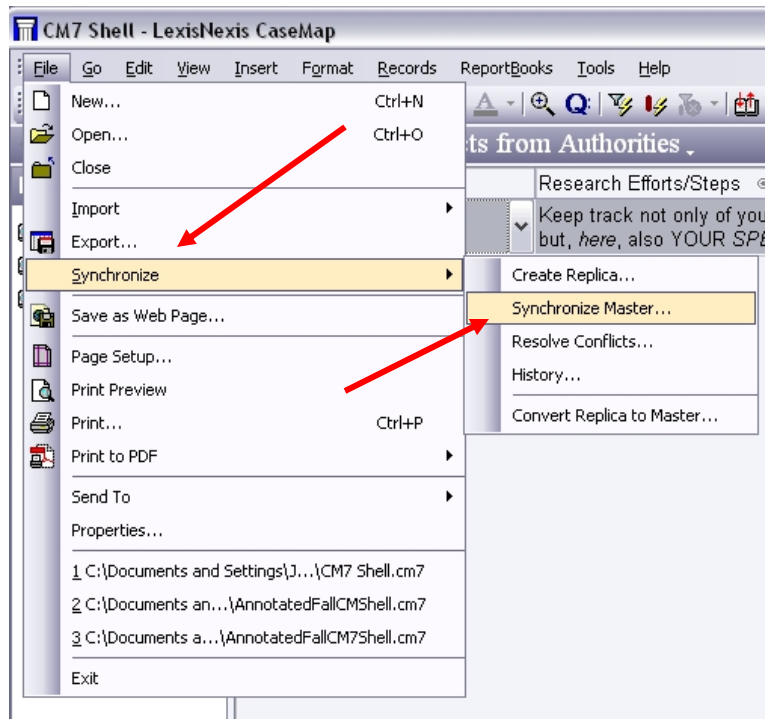 CM7 Shell - LexisNexis CaseMap
File Go Edit View Insert Format Records ReportBooks Tools Help
New... Ctrl+N
Open... Ctrl+O
Close
Import
Export...
Synchronize
Save as Web Page...
Page Setup...
Print Preview
Print... Ctrl+P
Print to PDF
Send To
Properties...
1 C:\Documents and Settings\J...\CM7 Shell.cm7
2 C:\Documents an...\AnnotatedFallCMShell.cm7
3 C:\Documents a...\AnnotatedFallCM7Shell.cm7
Exit
ts from Authorities
Research Efforts/Steps
Keep track not only of you
but, here, also YOUR SPE
Create Replica...
Synchronize Master...
Resolve Conflicts...
History...
Convert Replica to Master...